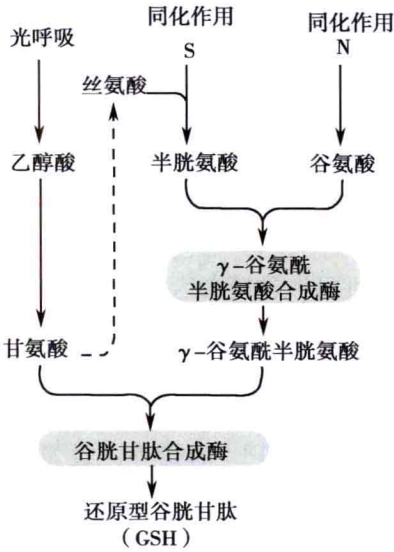 光呼吸
同化作用
S
同化作用
N
丝氨酸
乙醇酸
半胱氨酸
谷氨酸
γ-谷氨酰
半胱氨酸合成酶
甘氨酸
γ-谷氨酰半胱氨酸
谷胱甘肽合成酶
还原型谷胱甘肽
（GSH）